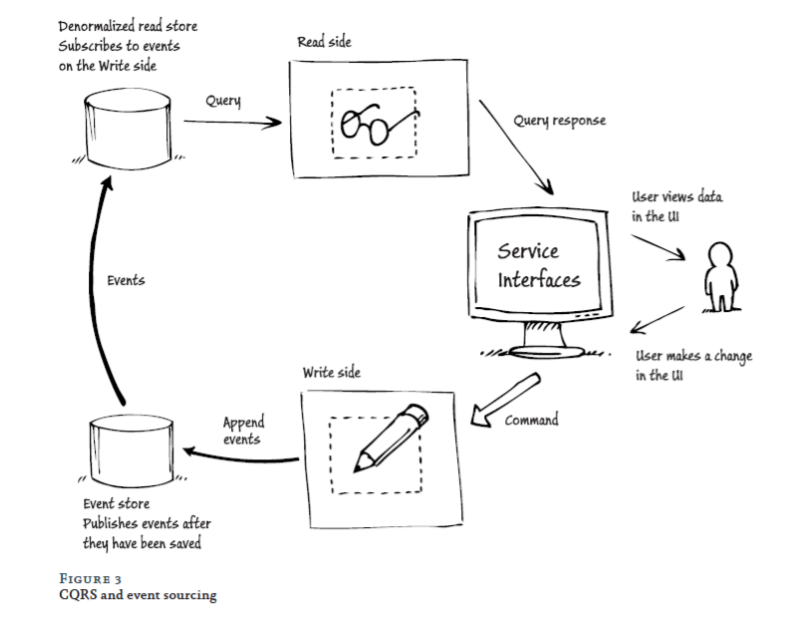 Denormalized read store
Subscribes to events
on the Write side
Read side
Query
Query response
User views data
in the UI
Service
Interfaces
Events
User makes a change
in the UI
Write side
Command
Append
events
Event store
Publishes events after
they have been saved
FIGURE 3
CQRS and event sourcing